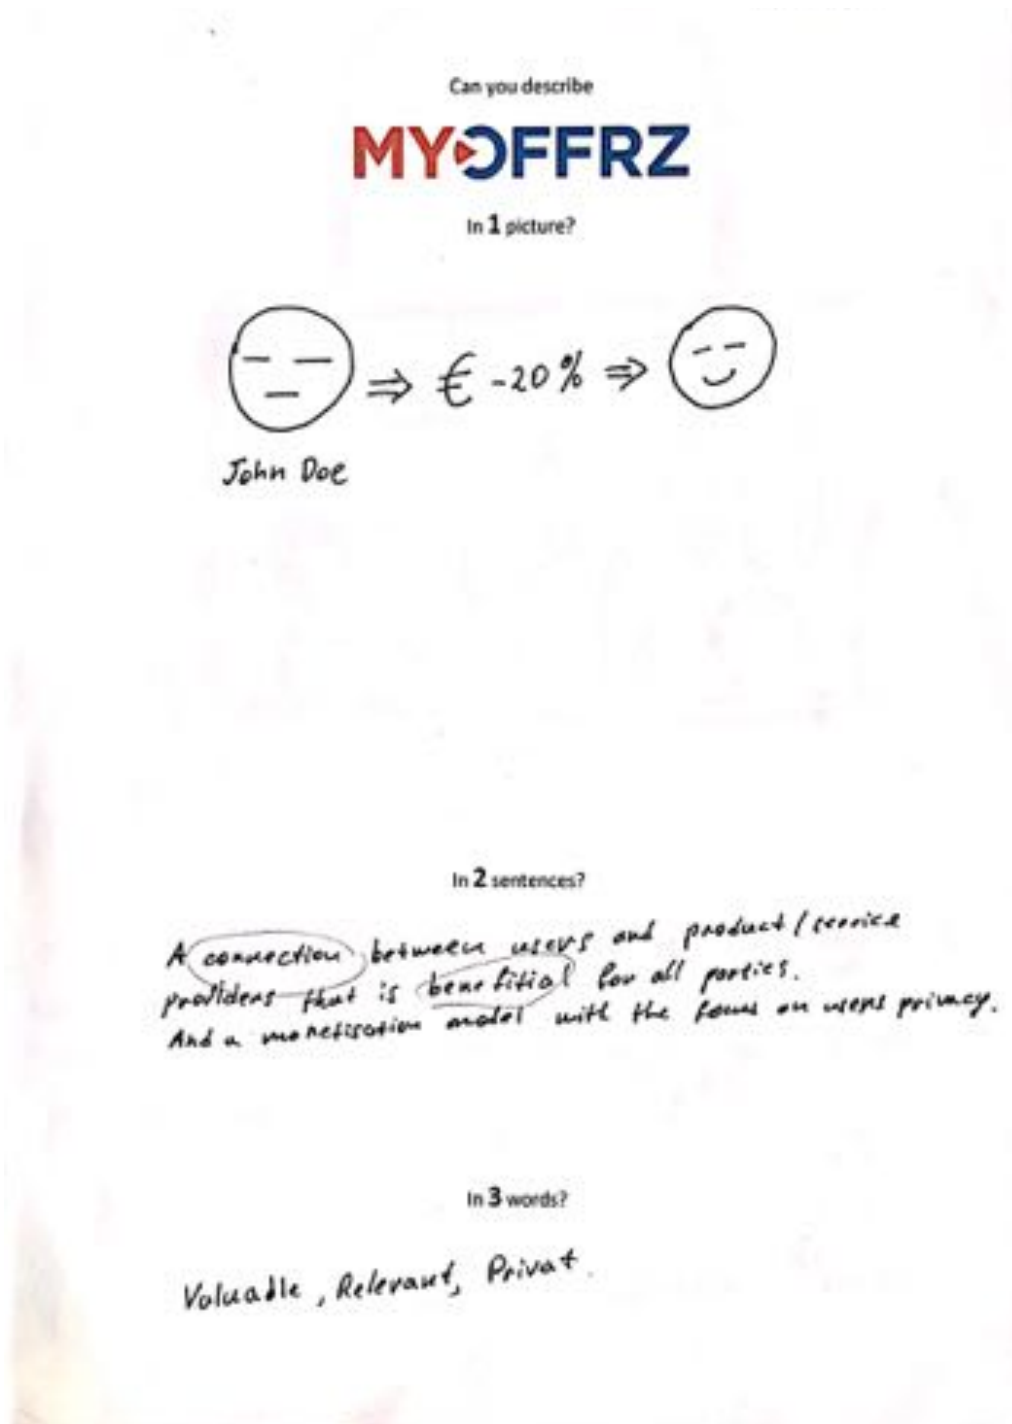 Can you describe
MYOFFRZ
In 1 picture?
⇒ € -20% ⇒
John Doe
In 2 sentences?
A connection between users and product/service
providers that is benefitial for all parties.
And a monetisation model with the focus on users privacy.
In 3 words?
Valuable, Relevant, Privat.